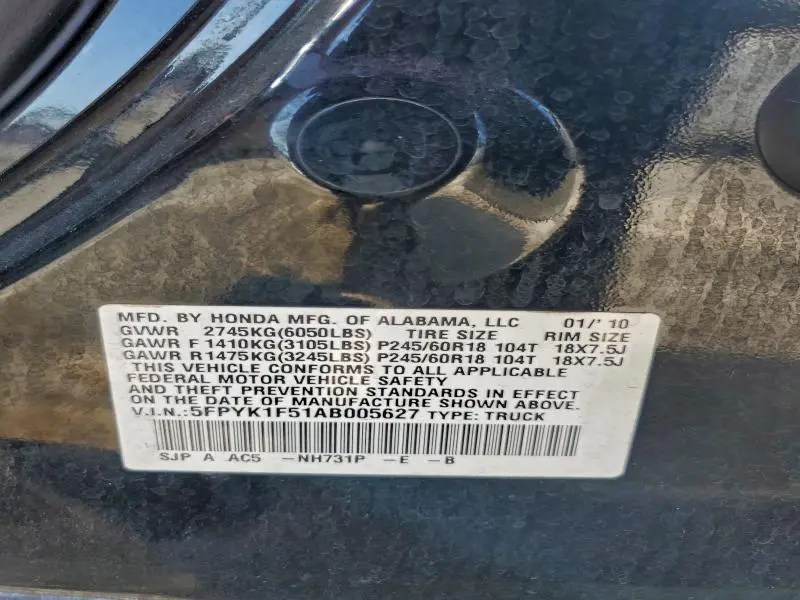 MFD. BY HONDA MFG. OF ALABAMA, LLC 01/'10
GVWR 2745KG(6050LBS) TIRE SIZE RIM SIZE
GAWR F 1410KG(3105LBS) P245/60R18 104T 18X7.5J
GAWR R1475KG(3245LBS) P245/60R18 104T 18X7.5J
THIS VEHICLE CONFORMS TO ALL APPLICABLE
FEDERAL MOTOR VEHICLE SAFETY
AND THEFT PREVENTION STANDARDS IN EFFECT
ON THE DATE OF MANUFACTURE SHOWN ABOVE.
V.I.N.:5FPYK1F51AB005627 TYPE: TRUCK
SJP A AC5 -NH731P -E -B